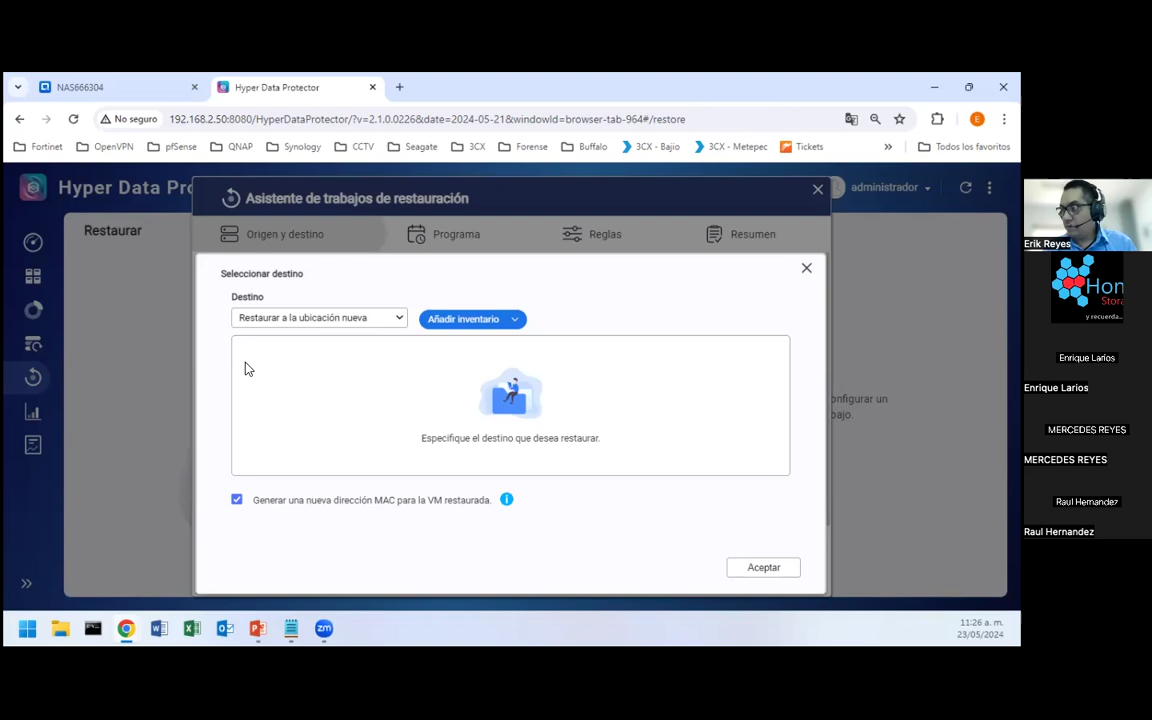 NAS666304
Hyper Data Protector
No seguro
192.168.2.50:8080/HyperDataProtector/?v=2.1.0.0226&date=2024-05-21&windowId=browser-tab-964#/restore
E
Fortinet
OpenVPN
pfSense
QNAP
Synology
CCTV
Seagate
3CX
Forense
Buffalo
3CX - Bajio
3CX - Metepec
Tickets
»
Todos los favoritos
Hyper Data Pro
Asistente de trabajos de restauración
administrador
Restaurar
Origen y destino
Programa
Reglas
Resumen
Seleccionar destino
Destino
Restaurar a la ubicación nueva
Añadir inventario
onfigurar un
bajo.
Especifique el destino que desea restaurar.
Generar una nueva dirección MAC para la VM restaurada.
Aceptar
zm
11:26 a. m.
23/05/2024
Erik Reyes
Hon
Stora
y recuerda...
Enrique Larios
Enrique Larios
MERCEDES REYES
MERCEDES REYES
Raul Hernandez
Raul Hernandez